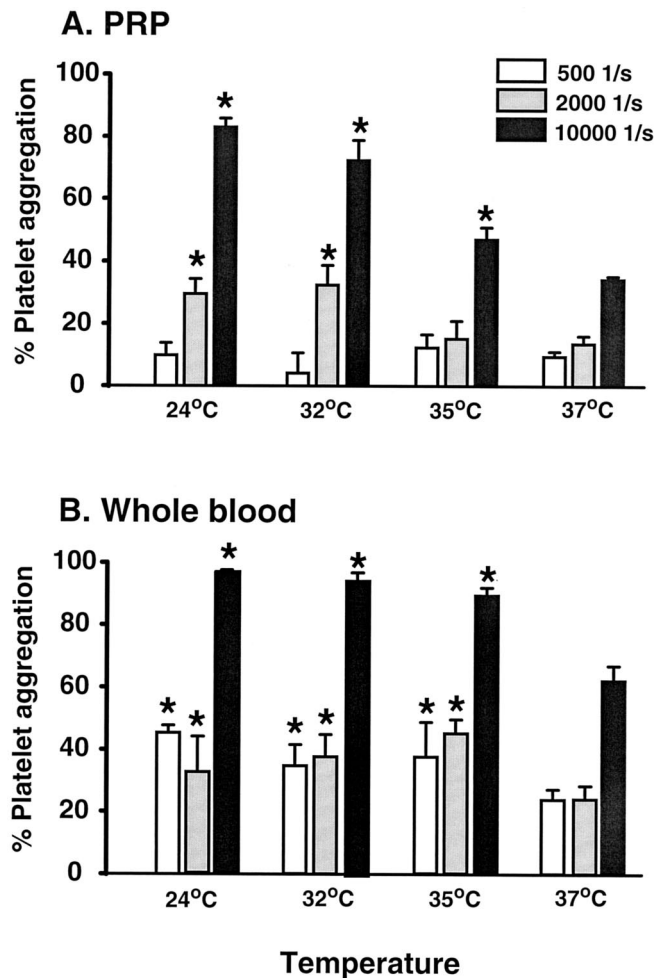 A. PRP
% Platelet aggregation
100
80
60
40
20
0
500 1/s
2000 1/s
10000 1/s
*
*
*
*
*
24°C 32°C 35°C 37°C
B. Whole blood
% Platelet aggregation
100
80
60
40
20
0
* * *
* * *
* * *
24°C 32°C 35°C 37°C
Temperature